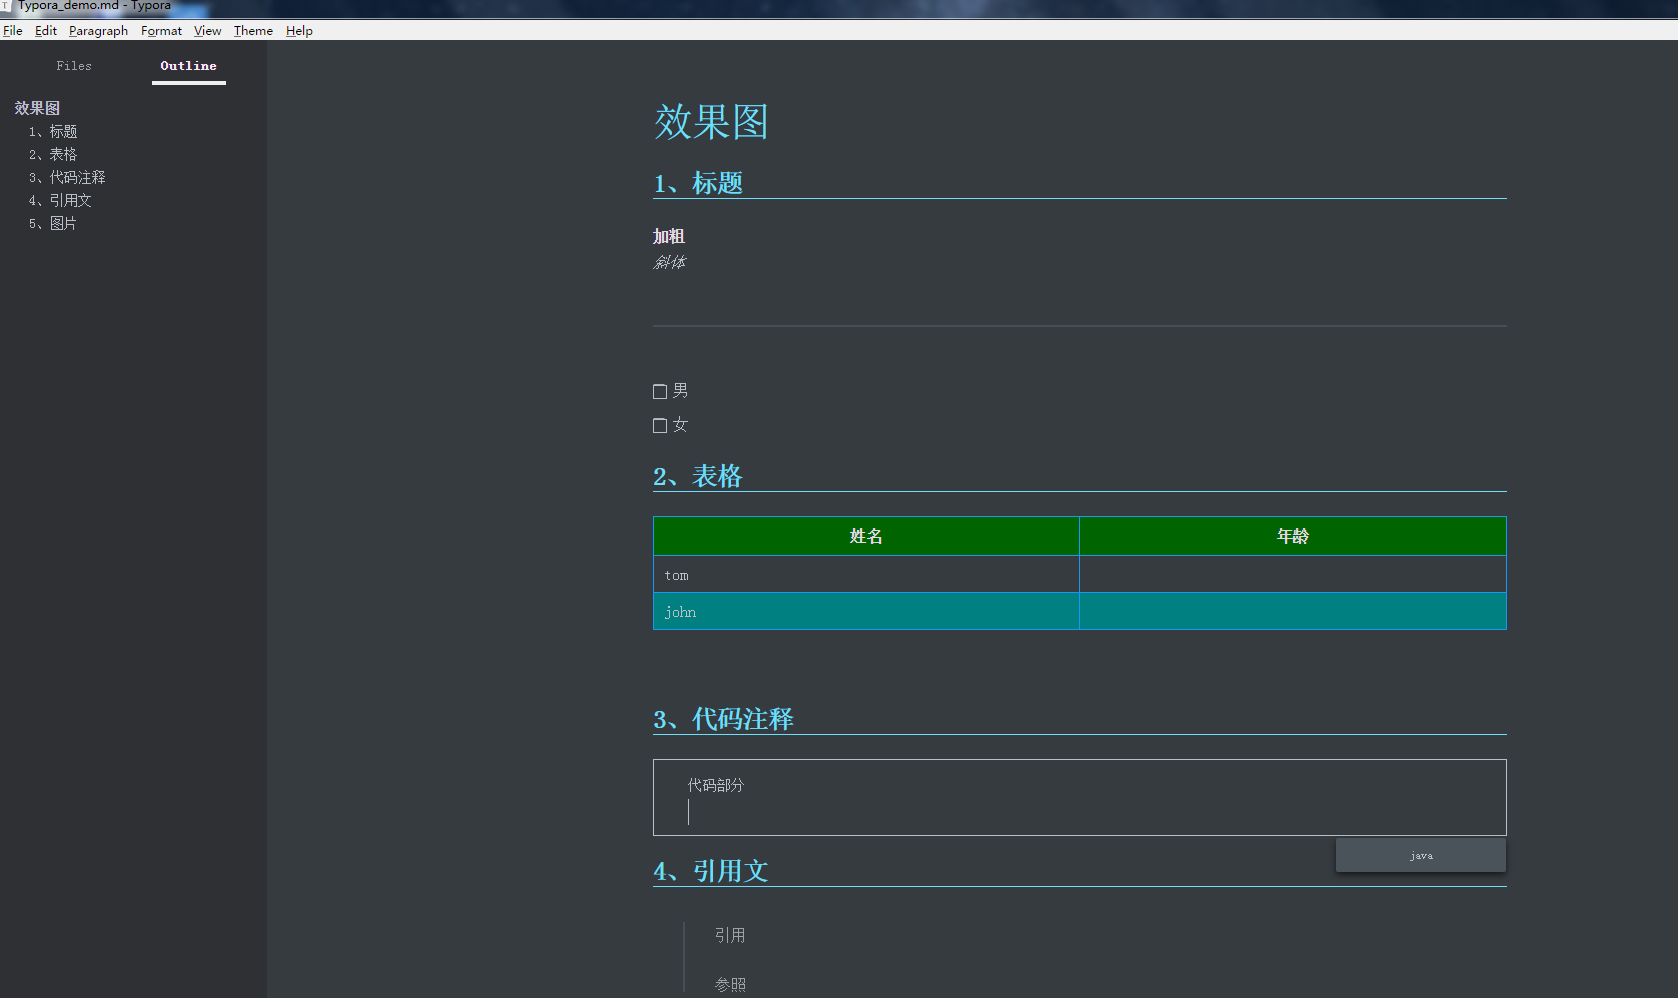 Typora_demo.md - Typora
File Edit Paragraph Format View Theme Help
Files Outline
效果图
1、标题
2、表格
3、代码注释
4、引用文
5、图片
效果图
1、标题
加粗
斜体
男
女
2、表格
姓名 年龄
tom
john
3、代码注释
代码部分
java
4、引用文
引用
参照